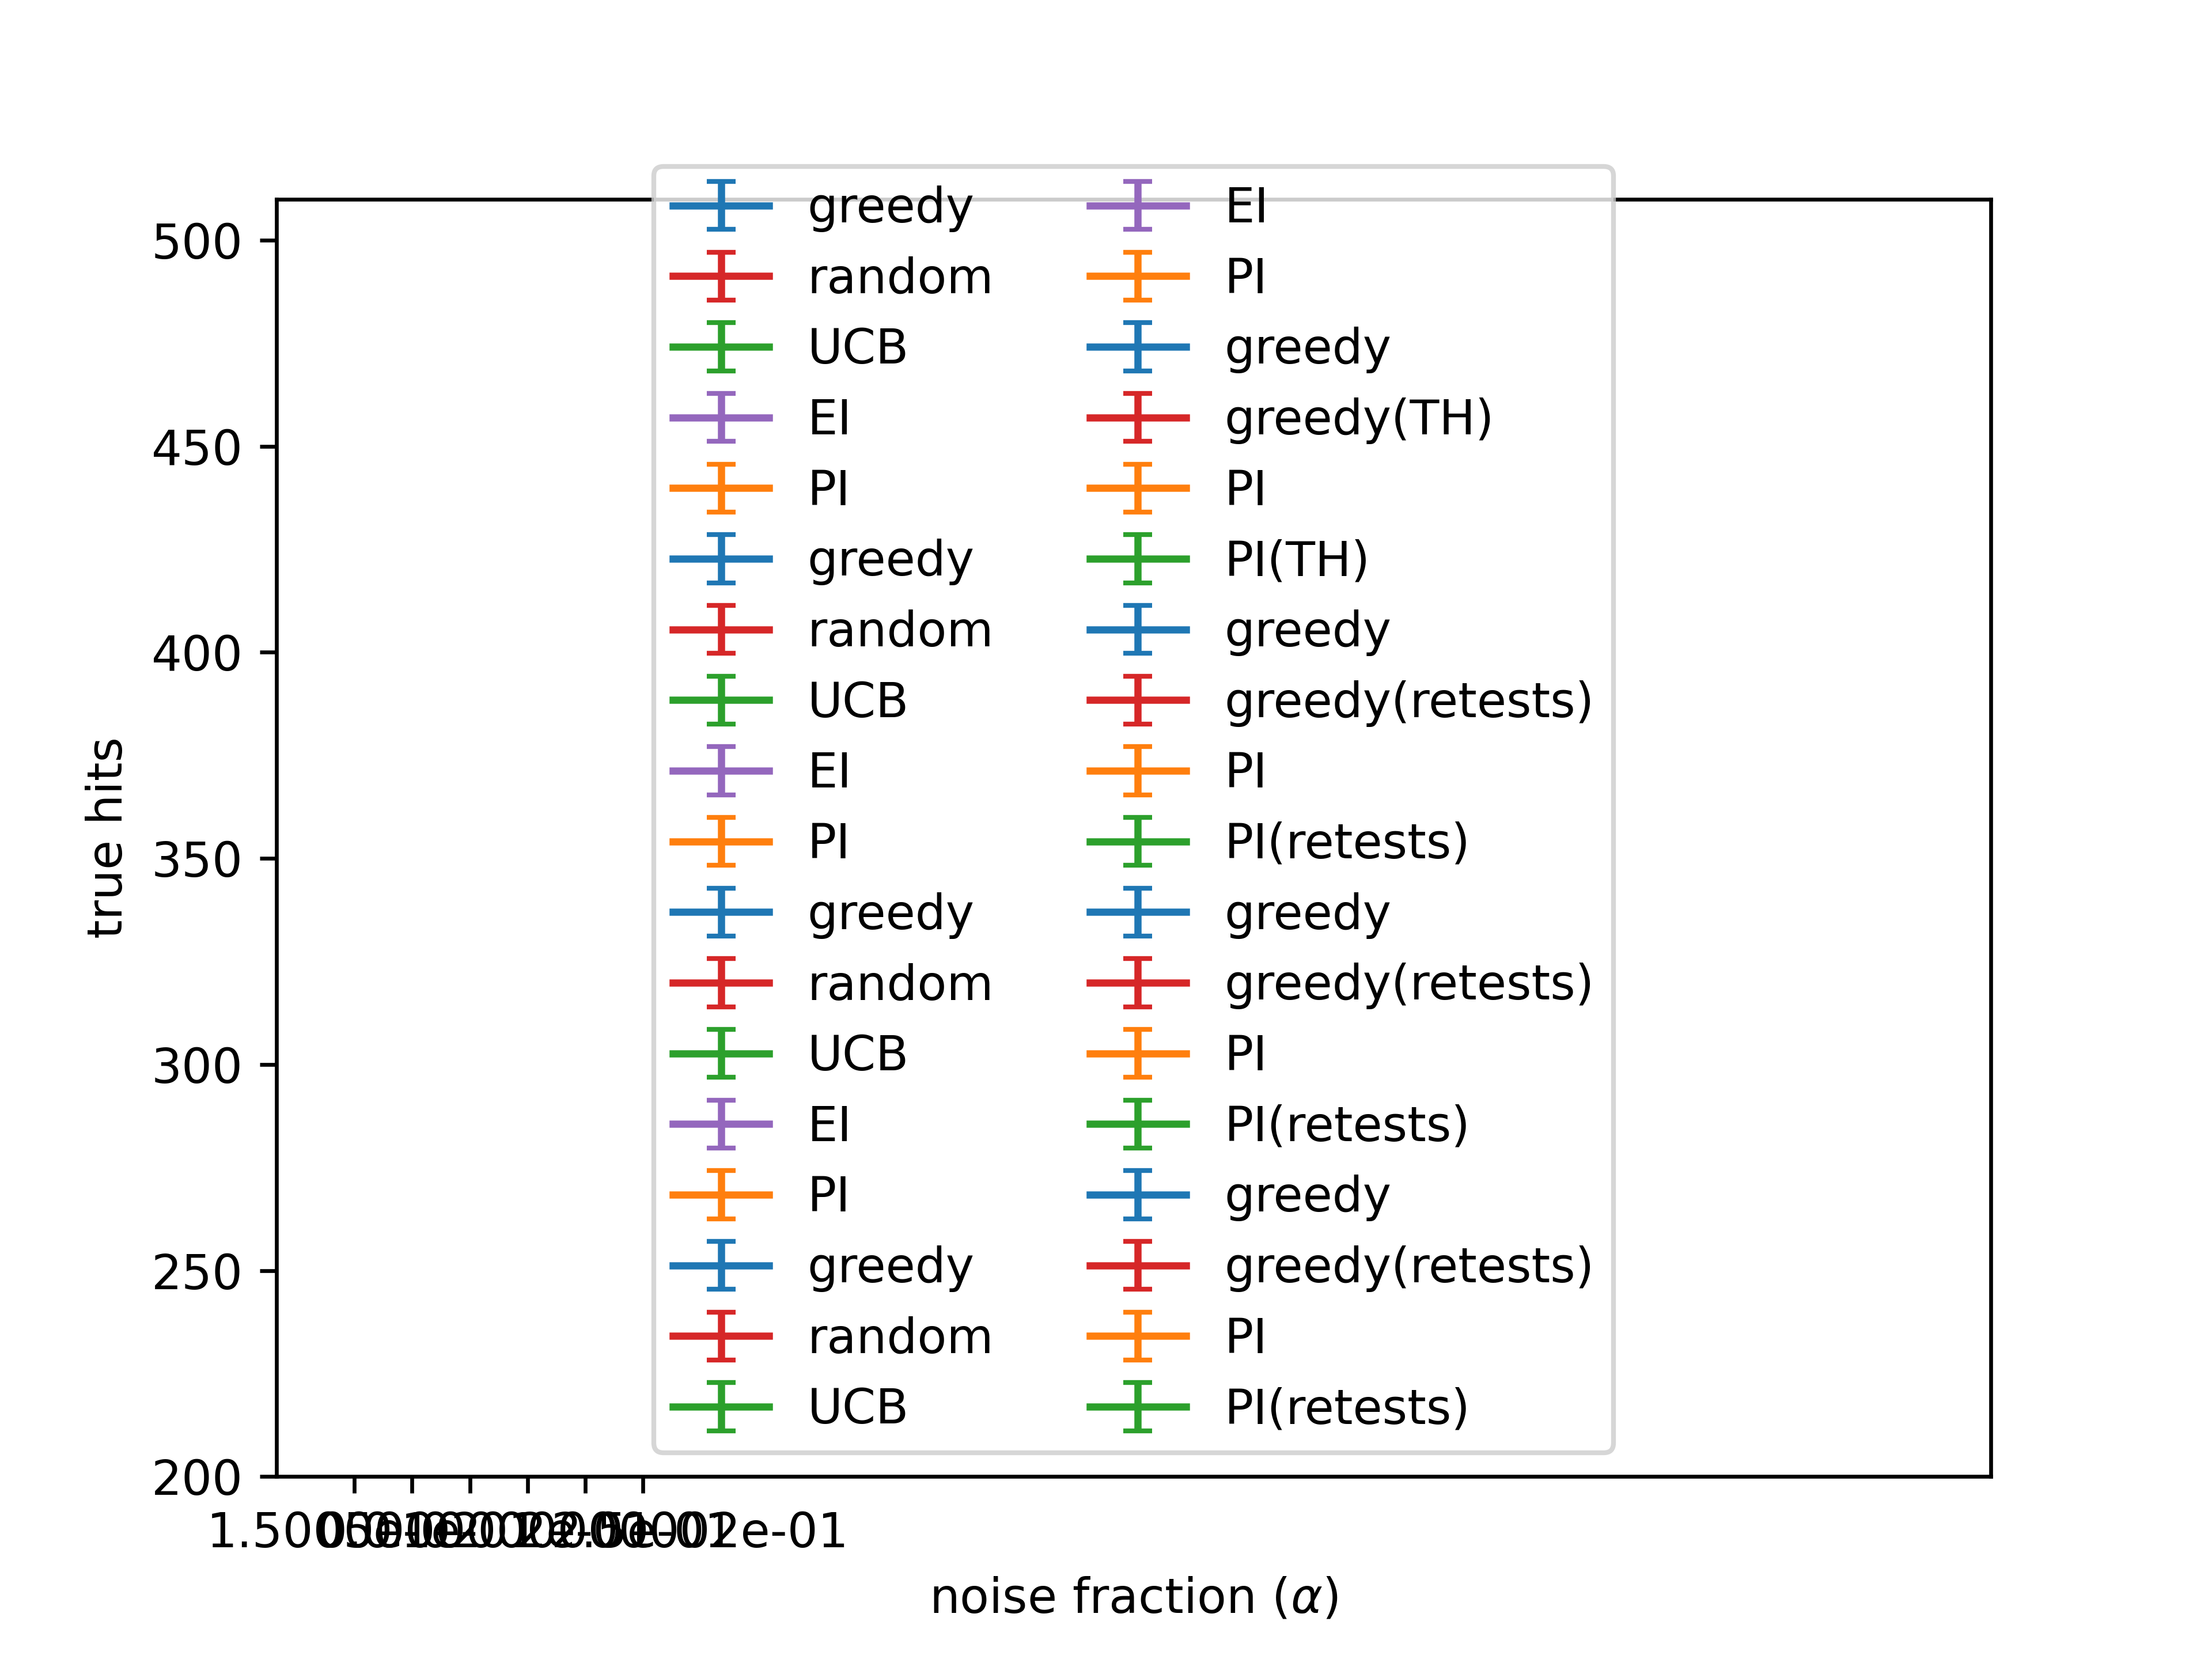 500
450
400
350
300
250
200
true hits
greedy
random
UCB
EI
PI
greedy
random
UCB
EI
PI
greedy
random
UCB
EI
PI
greedy
random
UCB
EI
PI
greedy
greedy(TH)
PI
PI(TH)
greedy
greedy(retests)
PI
PI(retests)
greedy
greedy(retests)
PI
PI(retests)
greedy
greedy(retests)
PI
PI(retests)
noise fraction (α)